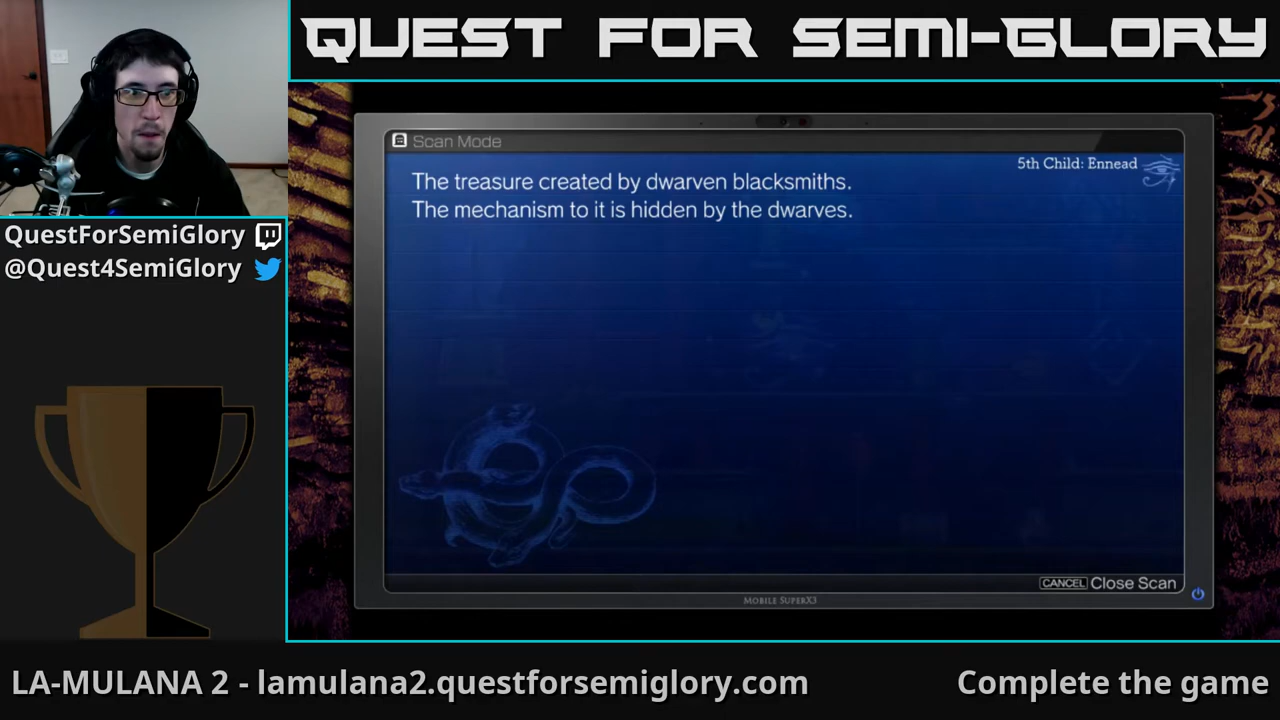 QUEST FOR SEMI-GLORY
Scan Mode
5th Child: Ennead
The treasure created by dwarven blacksmiths.
The mechanism to it is hidden by the dwarves.
QuestForSemiGlory
@Quest4SemiGlory
CANCEL Close Scan
MOBILE SUPERX3
LA-MULANA 2 - lamulana2.questforsemiglory.com
Complete the game